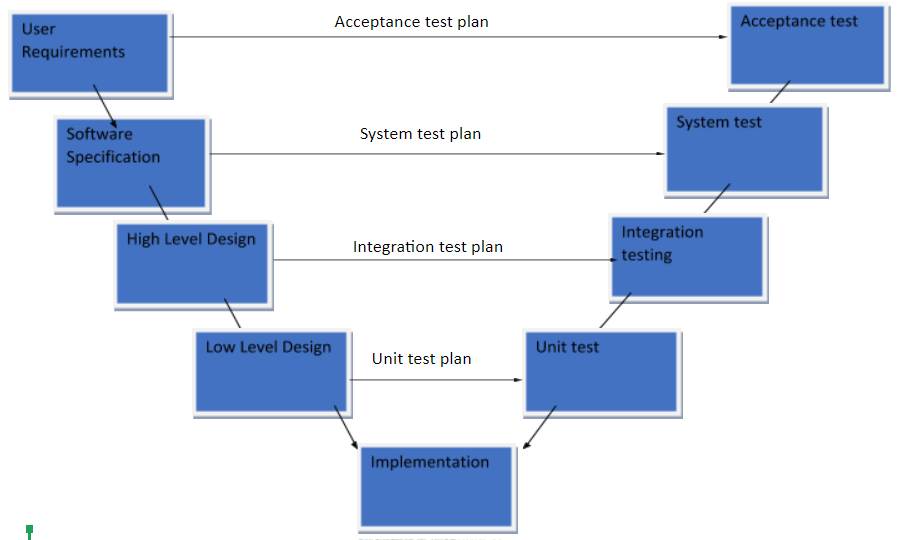 User
Requirements
Acceptance test plan
Acceptance test
Software
Specification
System test plan
System test
High Level Design
Integration test plan
Integration
testing
Low Level Design
Unit test plan
Unit test
Implementation